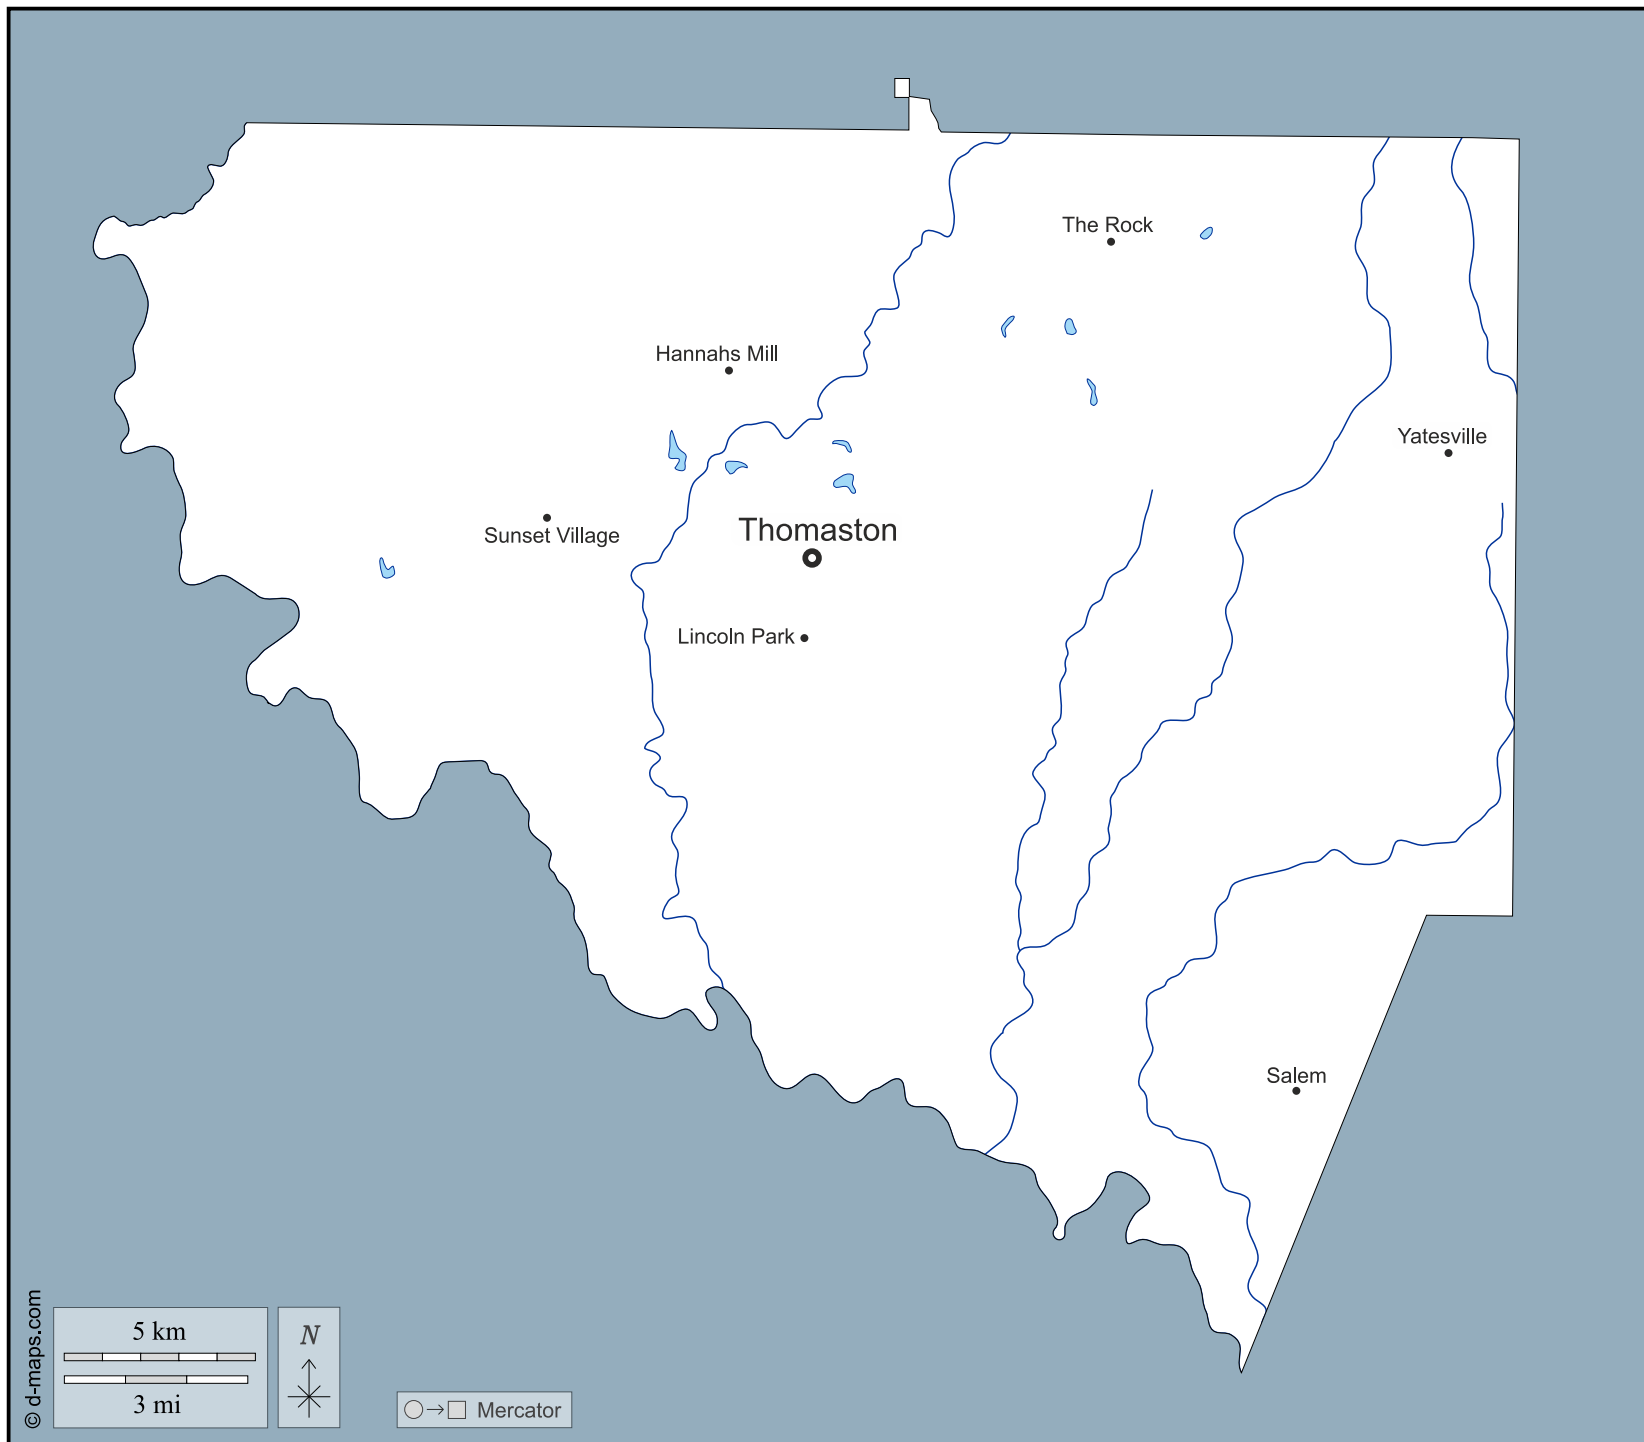 The Rock
Hannahs Mill
Yatesville
Sunset Village
Thomaston
Lincoln Park
Salem
© d-maps.com
5 km
3 mi
N
Mercator